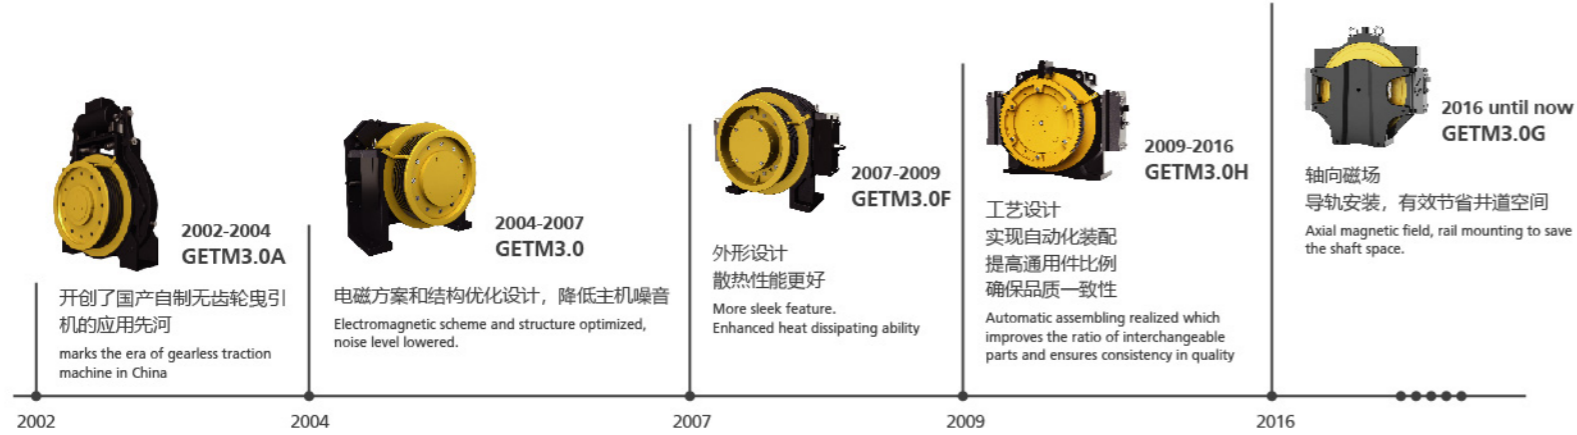 2002-2004
GETM3.0A
开创了国产自制无齿轮曳引
机的应用先河
marks the era of gearless traction
machine in China
2004-2007
GETM3.0
电磁方案和结构优化设计，降低主机噪音
Electromagnetic scheme and structure optimized,
noise level lowered.
2007-2009
GETM3.0F
外形设计
散热性能更好
More sleek feature.
Enhanced heat dissipating ability
2009-2016
GETM3.0H
工艺设计
实现自动化装配
提高通用件比例
确保品质一致性
Automatic assembling realized which
improves the ratio of interchangeable
parts and ensures consistency in quality
2016 until now
GETM3.0G
轴向磁场
导轨安装，有效节省井道空间
Axial magnetic field, rail mounting to save
the shaft space.
2002
2004
2007
2009
2016